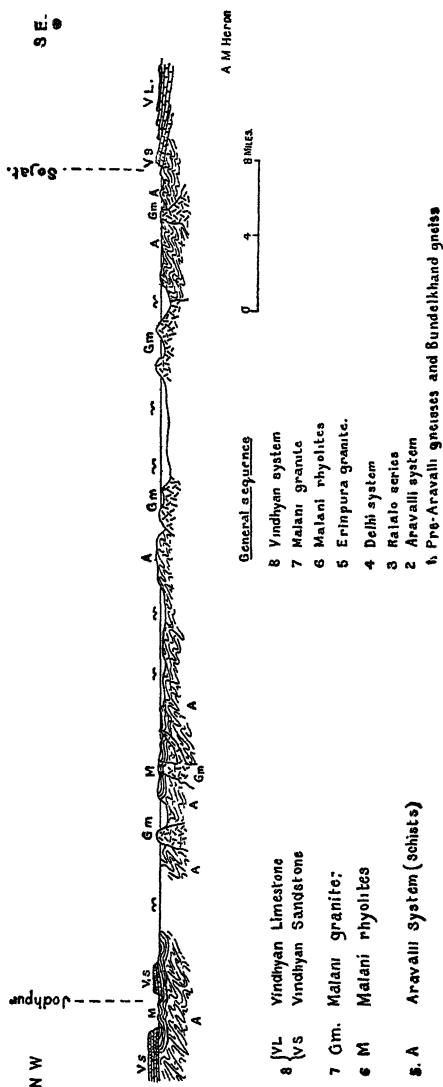 N W
Jodhpur
Sojat.
S E.
Vs M V.S Gm M A Gm Gm A Gm A VS VL.
A A A Gm A
A M Heron
0 4 8 MILES.
8 { VL Vindhyan Limestone
VS Vindhyan Sandstone
7 Gm. Malani granite;
6 M Malani rhyolites
A Aravalli System (schists)
General sequence
8 Vindhyan system
7 Malani granite
6 Malani rhyolites
5 Erinpura granite.
4 Delhi system
3 Raialo series
2 Aravalli system
1, Pre-Aravalli gneisses and Bundelkhand gneiss